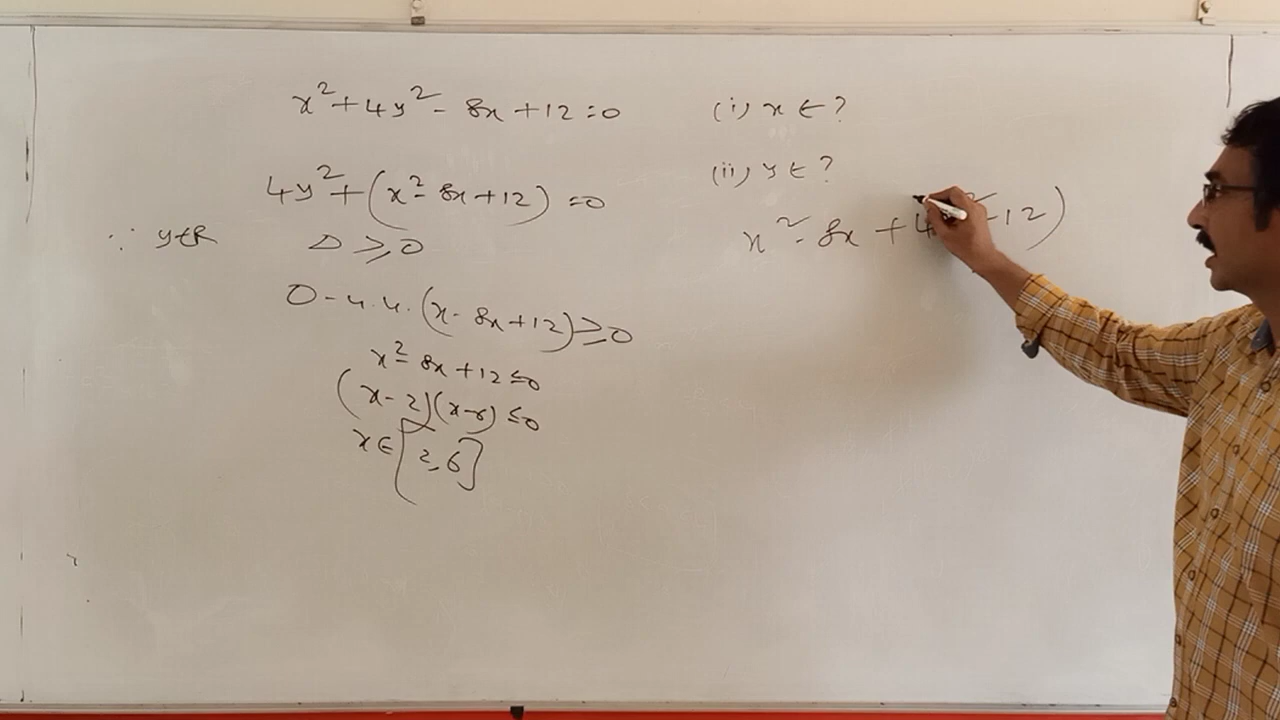 x² + 4y² - 8x + 12 = 0
4y² + (x² - 8x + 12) = 0
∵ y∈R Δ ≥ 0
0 - 4.4.(x - 8x + 12) ≥ 0
x² - 8x + 12 ≤ 0
(x - 2)(x - 6) ≤ 0
x ∈ [2, 6]
(i) x ∈ ?
(ii) y ∈ ?
x² - 8x + 4 12)